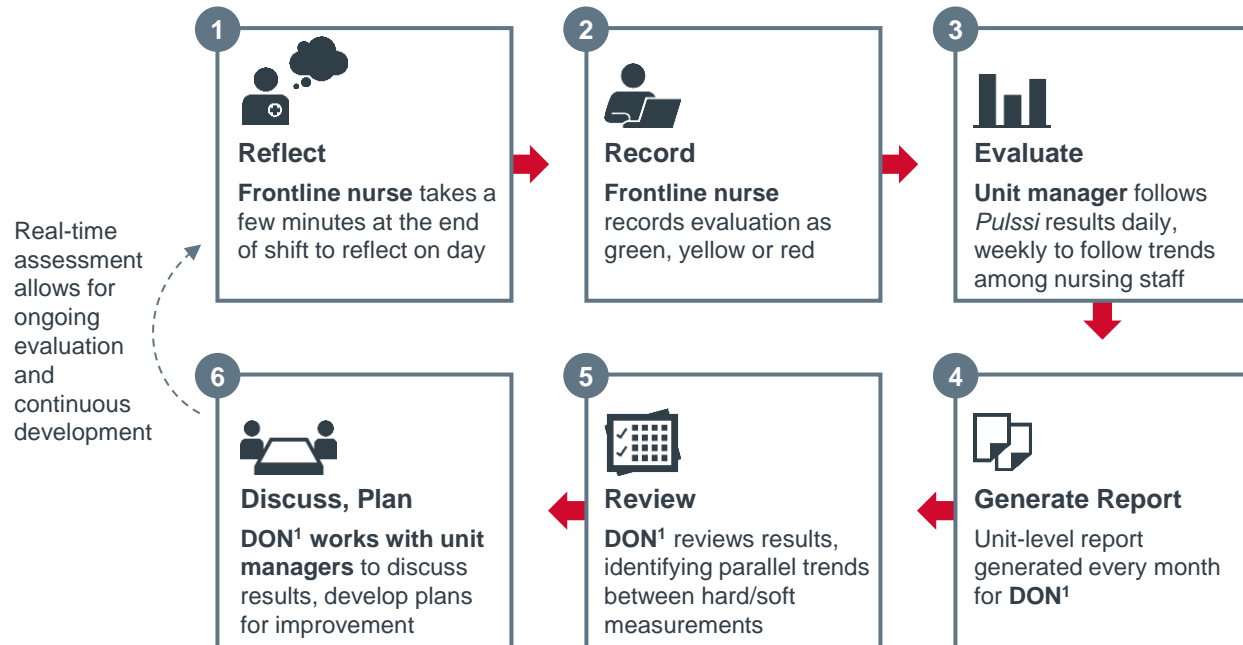 1
Reflect
Frontline nurse takes a
few minutes at the end
of shift to reflect on day
2
Record
Frontline nurse
records evaluation as
green, yellow or red
3
Evaluate
Unit manager follows
Pulssi results daily,
weekly to follow trends
among nursing staff
4
Generate Report
Unit-level report
generated every month
for DON¹
5
Review
DON¹ reviews results,
identifying parallel trends
between hard/soft
measurements
6
Discuss, Plan
DON¹ works with unit
managers to discuss
results, develop plans
for improvement
Real-time
assessment
allows for
ongoing
evaluation
and
continuous
development